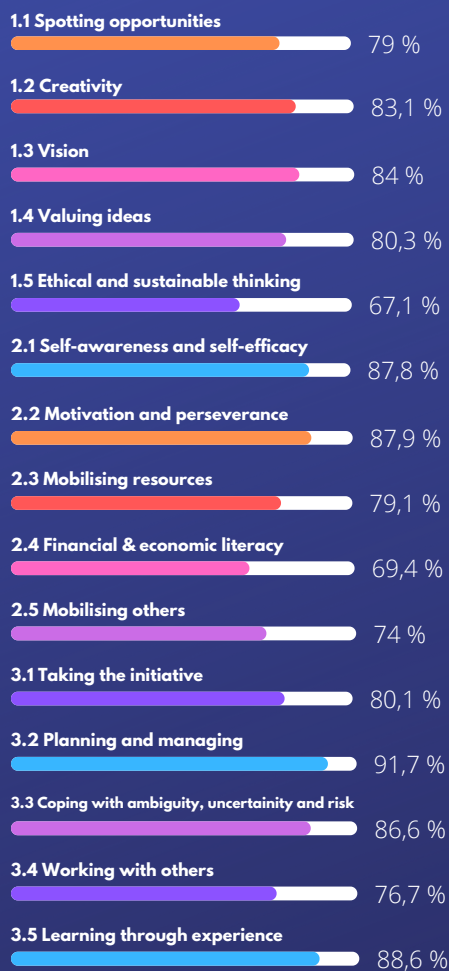 1.1 Spotting opportunities
79 %
1.2 Creativity
83,1 %
1.3 Vision
84 %
1.4 Valuing ideas
80,3 %
1.5 Ethical and sustainable thinking
67,1 %
2.1 Self-awareness and self-efficacy
87,8 %
2.2 Motivation and perseverance
87,9 %
2.3 Mobilising resources
79,1 %
2.4 Financial & economic literacy
69,4 %
2.5 Mobilising others
74 %
3.1 Taking the initiative
80,1 %
3.2 Planning and managing
91,7 %
3.3 Coping with ambiguity, uncertainity and risk
86,6 %
3.4 Working with others
76,7 %
3.5 Learning through experience
88,6 %